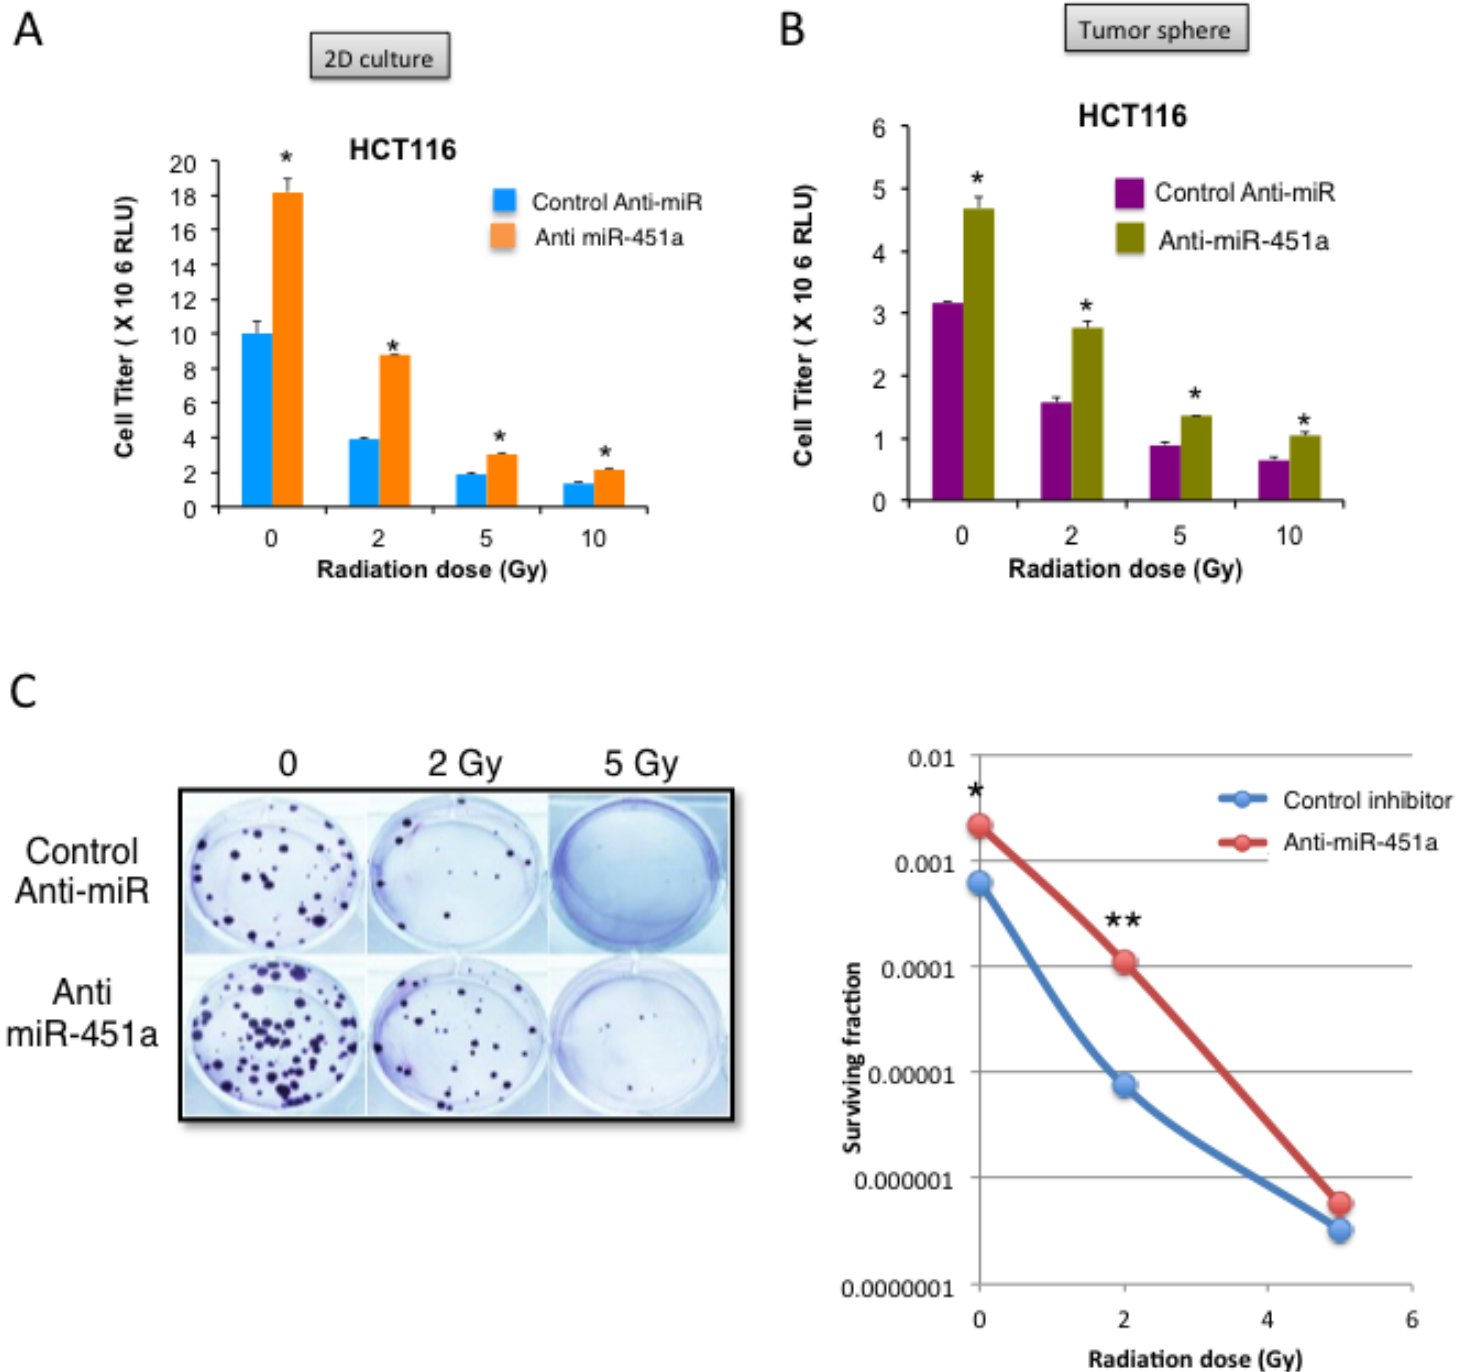 A
2D culture
HCT116
20
18
16
14
12
10
8
6
4
2
0
Cell Titer ( X 10 6 RLU)
*
*
*
*
Control Anti-miR
Anti miR-451a
0 2 5 10
Radiation dose (Gy)
B
Tumor sphere
HCT116
6
5
4
3
2
1
0
Cell Titer ( X 10 6 RLU)
*
*
*
*
Control Anti-miR
Anti-miR-451a
0 2 5 10
Radiation dose (Gy)
C
0 2 Gy 5 Gy
Control
Anti-miR
Anti
miR-451a
0.01
0.001
0.0001
0.00001
0.000001
0.0000001
Surviving fraction
*
**
Control inhibitor
Anti-miR-451a
0 2 4 6
Radiation dose (Gy)